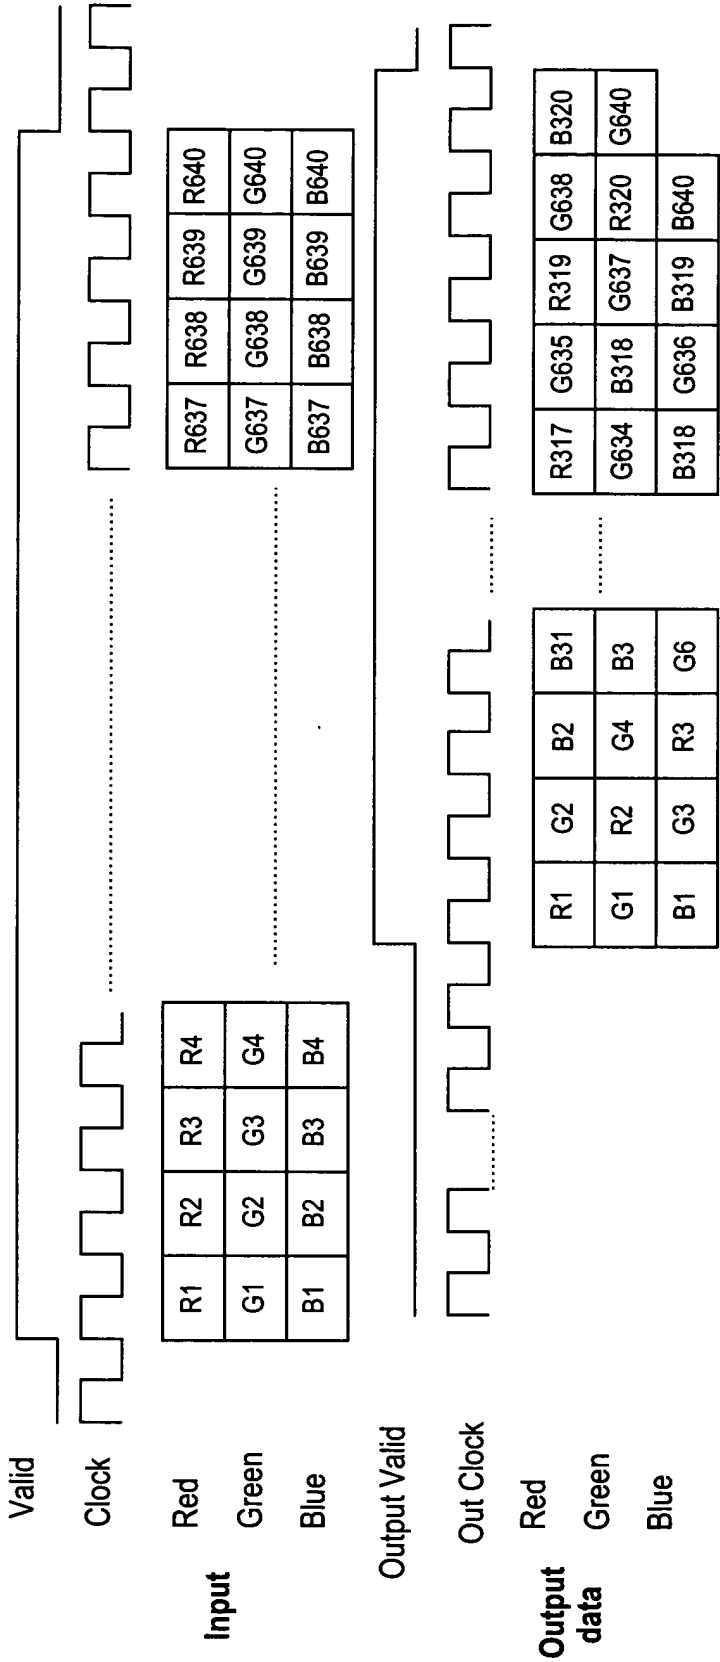 Valid
Clock
Input
Red R1 R2 R3 R4 R637 R638 R639 R640
Green G1 G2 G3 G4 G637 G638 G639 G640
Blue B1 B2 B3 B4 B637 B638 B639 B640
Output Valid
Out Clock
Output
data
Red R1 G2 B2 B31 R317 G635 R319 G638 B320
Green G1 R2 G4 B3 G634 B318 G637 R320 G640
Blue B1 G3 R3 G6 B318 G636 B319 B640